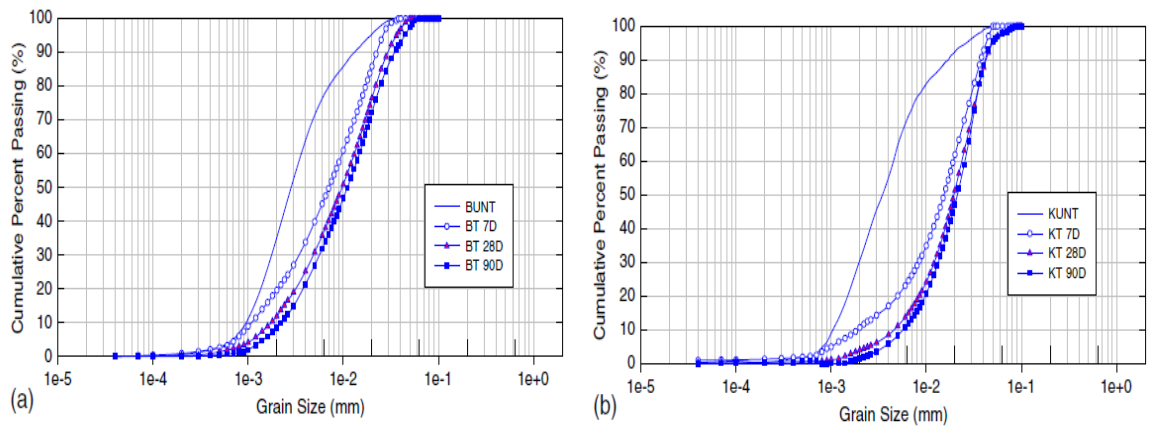 Cumulative Percent Passing (%)
100
90
80
70
60
50
40
30
20
10
0
BUNT
BT 7D
BT 28D
BT 90D
1e-5
1e-4
1e-3
1e-2
1e-1
1e+0
Grain Size (mm)
(a)
Cumulative Percent Passing (%)
100
90
80
70
60
50
40
30
20
10
0
KUNT
KT 7D
KT 28D
KT 90D
1e-5
1e-4
1e-3
1e-2
1e-1
1e+0
Grain Size (mm)
(b)